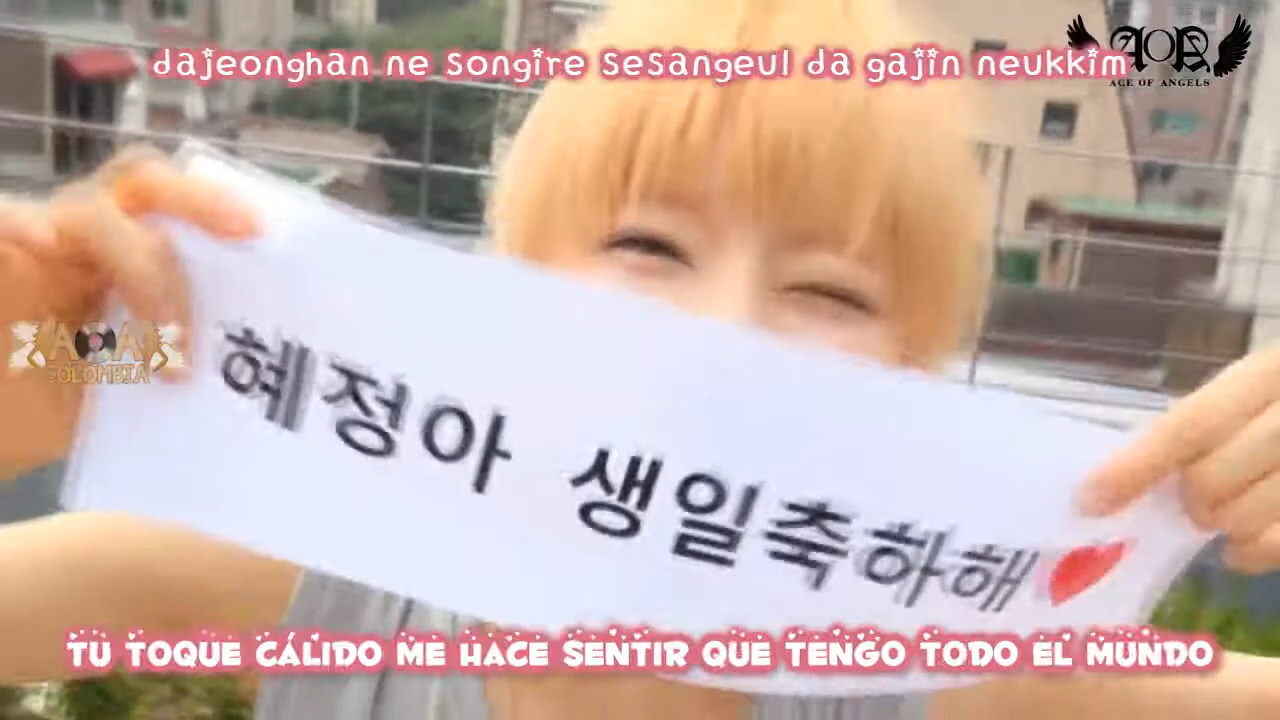 dajeonghan ne songire sesangeul da gajin neukkim
AOA
AGE OF ANGELS
AOA
COLOMBIA
혜정아 생일축하해
TU TOQUE CÁLIDO ME HACE SENTIR QUE TENGO TODO EL MUNDO